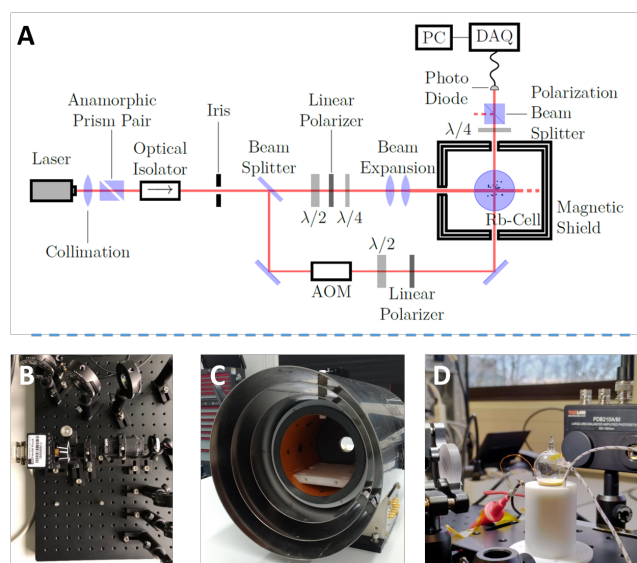 A
PC
DAQ
Photo
Diode
Polarization
Beam
Splitter
λ/4
Anamorphic
Prism Pair
Iris
Linear
Polarizer
Beam
Splitter
Beam
Expansion
Laser
Optical
Isolator
λ/2
λ/4
Rb-Cell
Magnetic
Shield
Collimation
λ/2
AOM
Linear
Polarizer
B
C
D
PDB210A/M